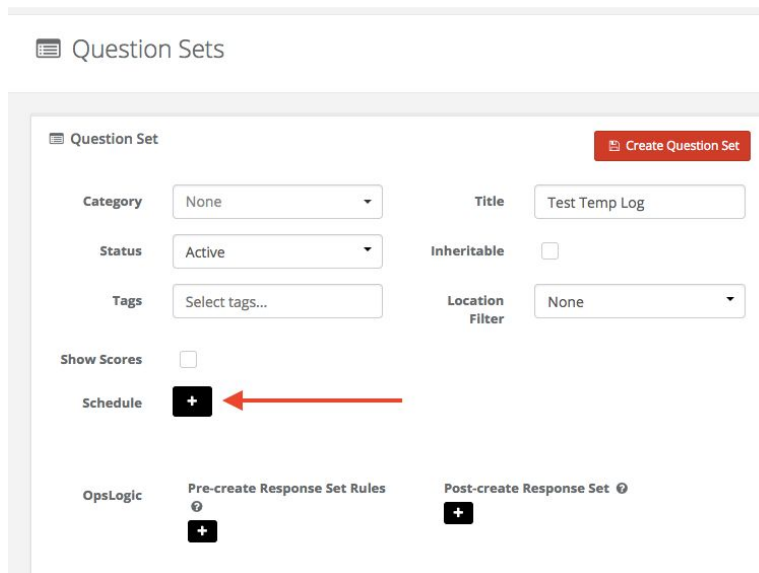 Question Sets
Question Set
Create Question Set
Category
None
Title
Test Temp Log
Status
Active
Inheritable
Tags
Select tags...
Location
Filter
None
Show Scores
Schedule
+
OpsLogic
Pre-create Response Set Rules
?
+
Post-create Response Set ?
+